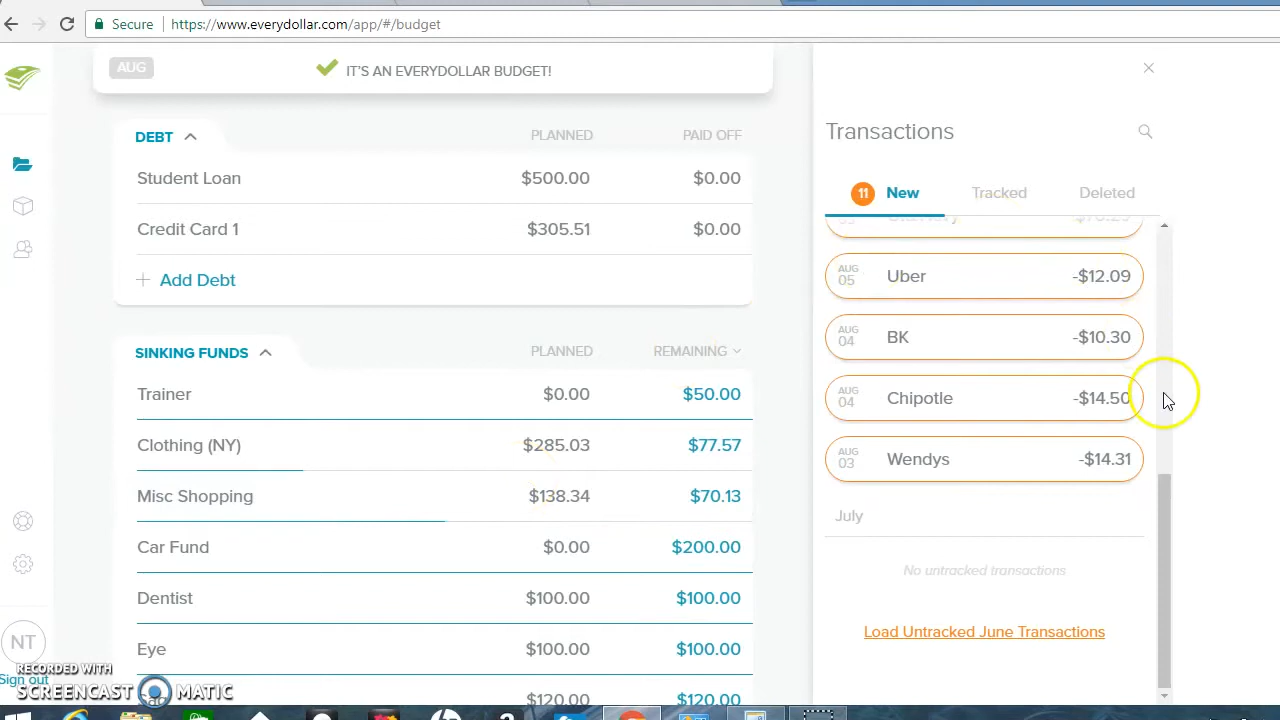 Secure https://www.everydollar.com/app/#/budget
AUG IT'S AN EVERYDOLLAR BUDGET!
DEBT PLANNED PAID OFF
Student Loan $500.00 $0.00
Credit Card 1 $305.51 $0.00
+ Add Debt
SINKING FUNDS PLANNED REMAINING
Trainer $0.00 $50.00
Clothing (NY) $285.03 $77.57
Misc Shopping $138.34 $70.13
Car Fund $0.00 $200.00
Dentist $100.00 $100.00
Eye $100.00 $100.00
$120.00 $120.00
Transactions
11 New Tracked Deleted
AUG 05 Uber -$12.09
AUG 04 BK -$10.30
AUG 04 Chipotle -$14.50
AUG 03 Wendys -$14.31
July
No untracked transactions
Load Untracked June Transactions
NT
Sign out
RECORDED WITH
SCREENCAST MATIC